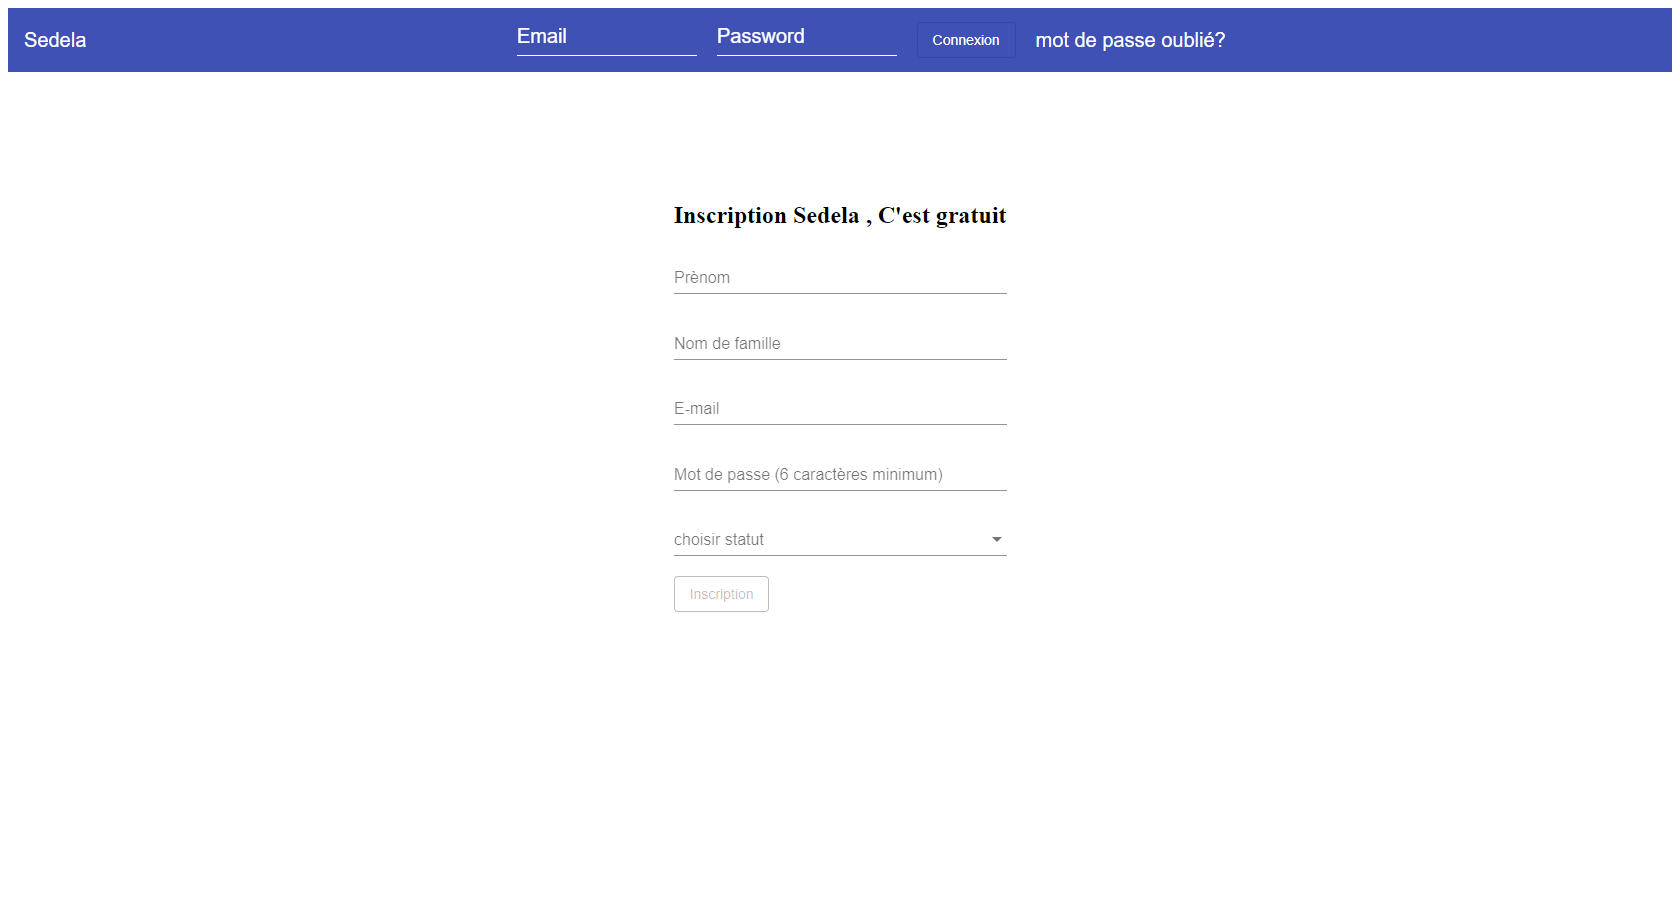 Sedela Email Password Connexion mot de passe oublié?
Inscription Sedela , C'est gratuit
Prènom
Nom de famille
E-mail
Mot de passe (6 caractères minimum)
choisir statut
Inscription